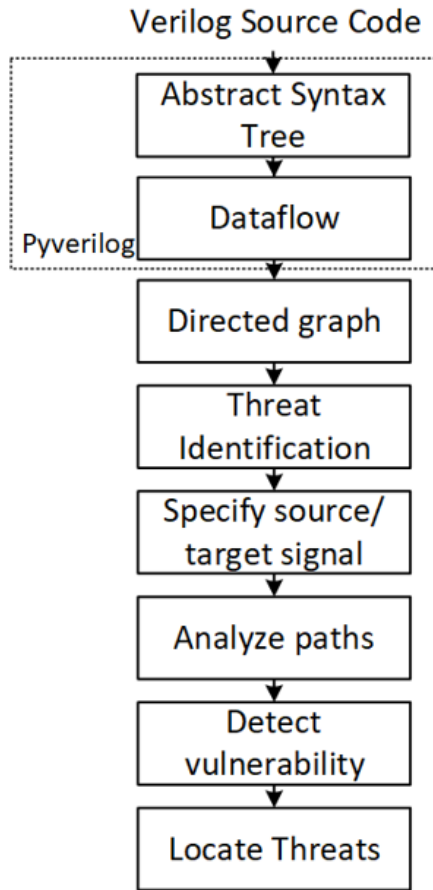 Verilog Source Code
Abstract Syntax
Tree
Dataflow
Pyverilog
Directed graph
Threat
Identification
Specify source/
target signal
Analyze paths
Detect
vulnerability
Locate Threats